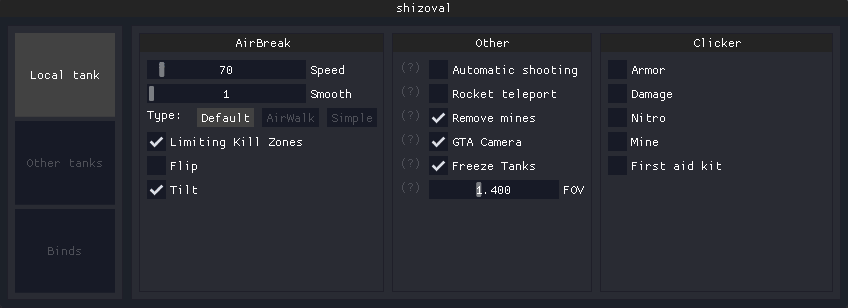 shizoval
Local tank
Other tanks
Binds
AirBreak
70 Speed
1 Smooth
Type: Default AirWalk Simple
Limiting Kill Zones
Flip
Tilt
Other
(?) Automatic shooting
(?) Rocket teleport
(?) Remove mines
(?) GTA Camera
(?) Freeze Tanks
(?) 1.400 FOV
Clicker
Armor
Damage
Nitro
Mine
First aid kit